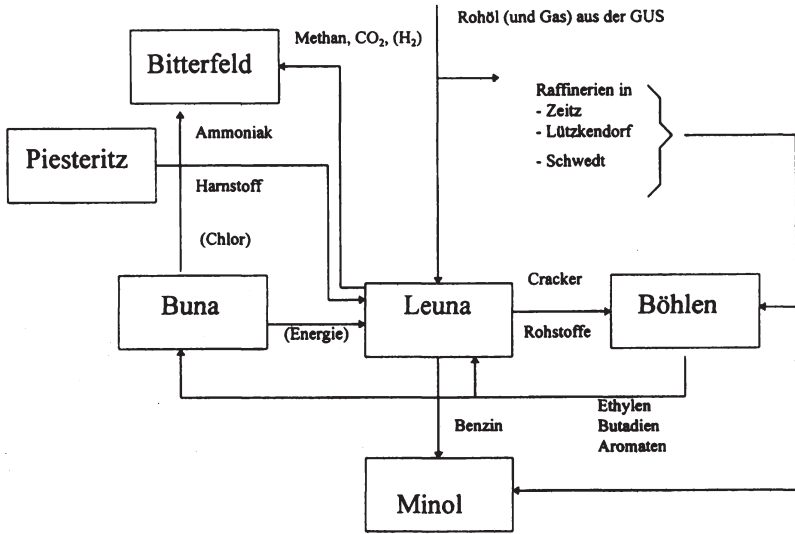 Rohöl (und Gas) aus der GUS
Methan, CO₂, (H₂)
Bitterfeld
Raffinerien in
- Zeitz
- Lützkendorf
- Schwedt
Ammoniak
Piesteritz
Harnstoff
(Chlor)
Buna
(Energie)
Leuna
Cracker
Rohstoffe
Böhlen
Ethylen
Butadien
Aromaten
Benzin
Minol